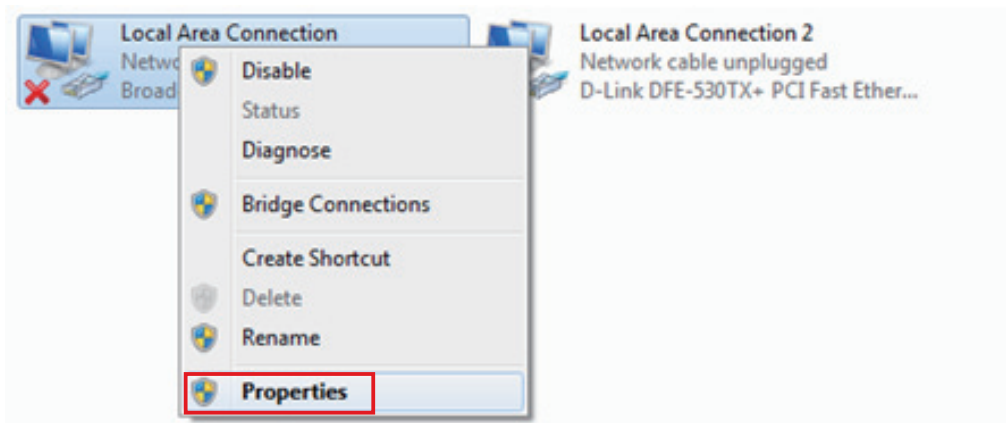 Local Area Connection
Netwo
Broad
Local Area Connection 2
Network cable unplugged
D-Link DFE-530TX+ PCI Fast Ether...
Disable
Status
Diagnose
Bridge Connections
Create Shortcut
Delete
Rename
Properties